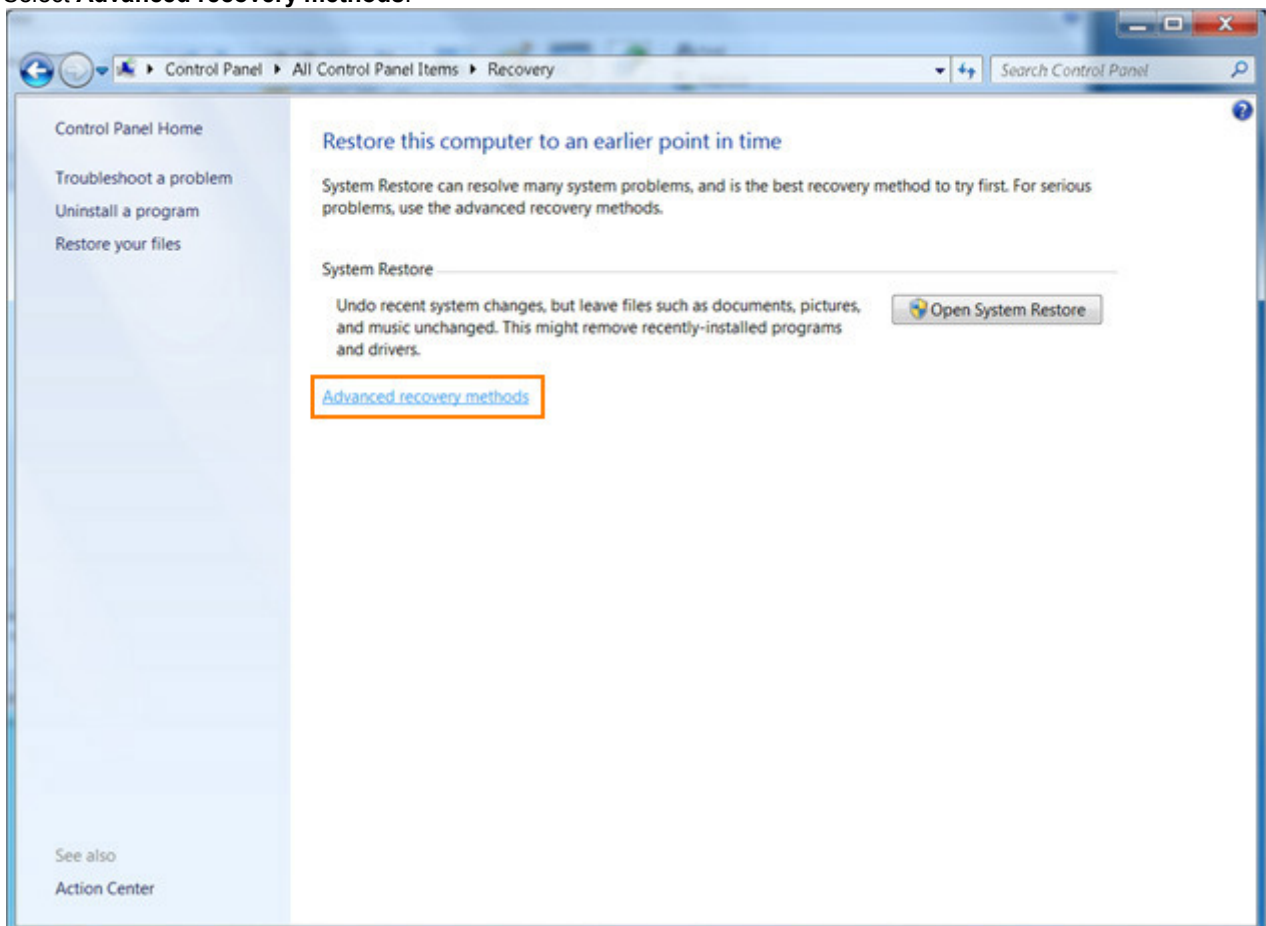 Select Advanced recovery methods.
Control Panel ▸ All Control Panel Items ▸ Recovery
Search Control Panel
Control Panel Home
Troubleshoot a problem
Uninstall a program
Restore your files
Restore this computer to an earlier point in time
System Restore can resolve many system problems, and is the best recovery method to try first. For serious
problems, use the advanced recovery methods.
System Restore
Undo recent system changes, but leave files such as documents, pictures,
and music unchanged. This might remove recently-installed programs
and drivers.
Open System Restore
Advanced recovery methods
See also
Action Center